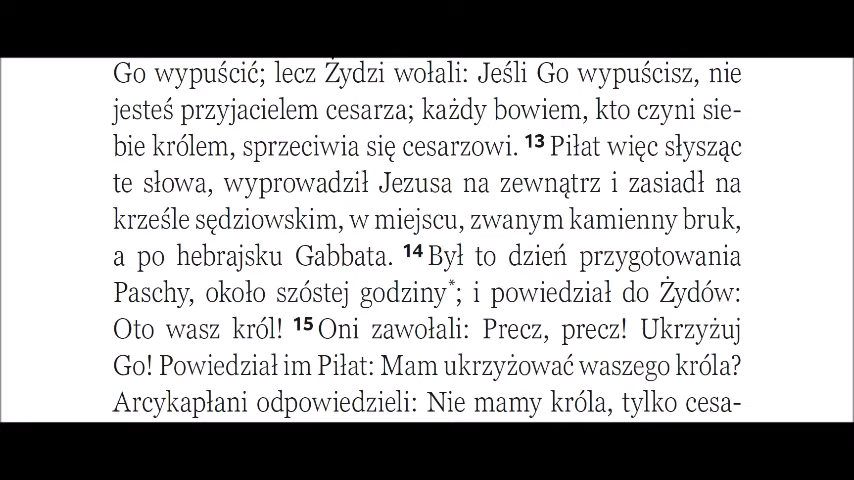 Go wypuścić; lecz Żydzi wołali: Jeśli Go wypuścisz, nie
jesteś przyjacielem cesarza; każdy bowiem, kto czyni sie-
bie królem, sprzeciwia się cesarzowi. 13 Piłat więc słysząc
te słowa, wyprowadził Jezusa na zewnątrz i zasiadł na
krześle sędziowskim, w miejscu, zwanym kamienny bruk,
a po hebrajsku Gabbata. 14 Był to dzień przygotowania
Paschy, około szóstej godziny*; i powiedział do Żydów:
Oto wasz król! 15 Oni zawołali: Precz, precz! Ukrzyżuj
Go! Powiedział im Piłat: Mam ukrzyżować waszego króla?
Arcykapłani odpowiedzieli: Nie mamy króla, tylko cesa-